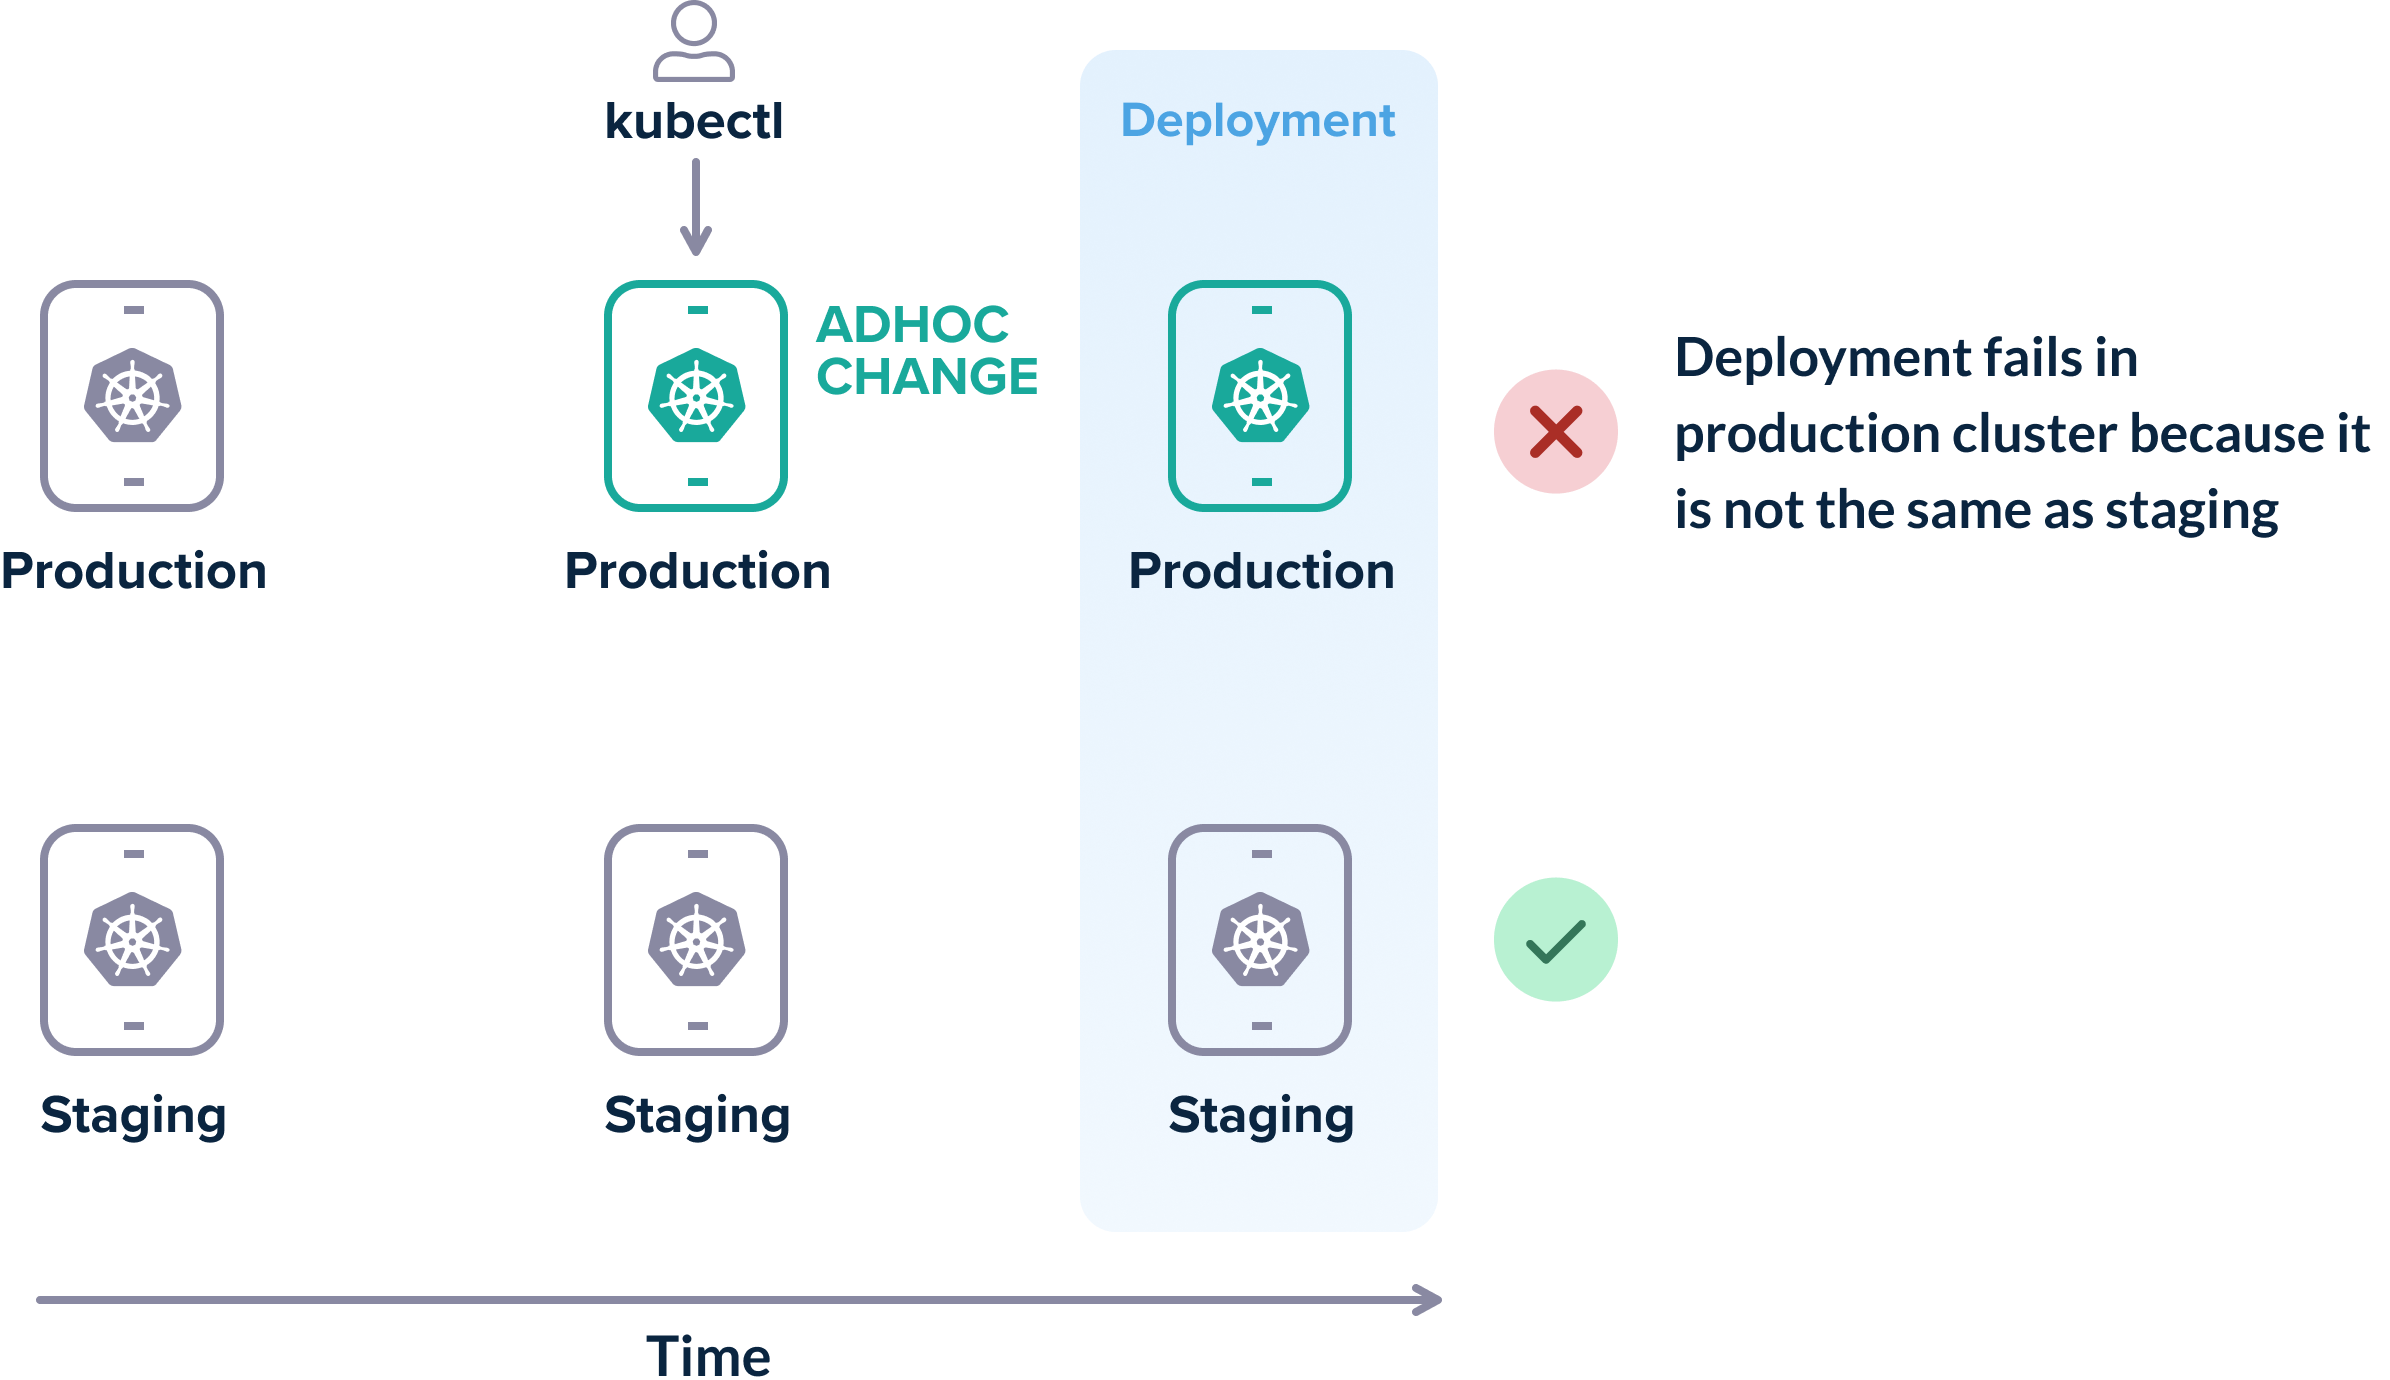 kubectl
Deployment
ADHOC
CHANGE
Deployment fails in
production cluster because it
is not the same as staging
Production
Production
Production
Staging
Staging
Staging
Time